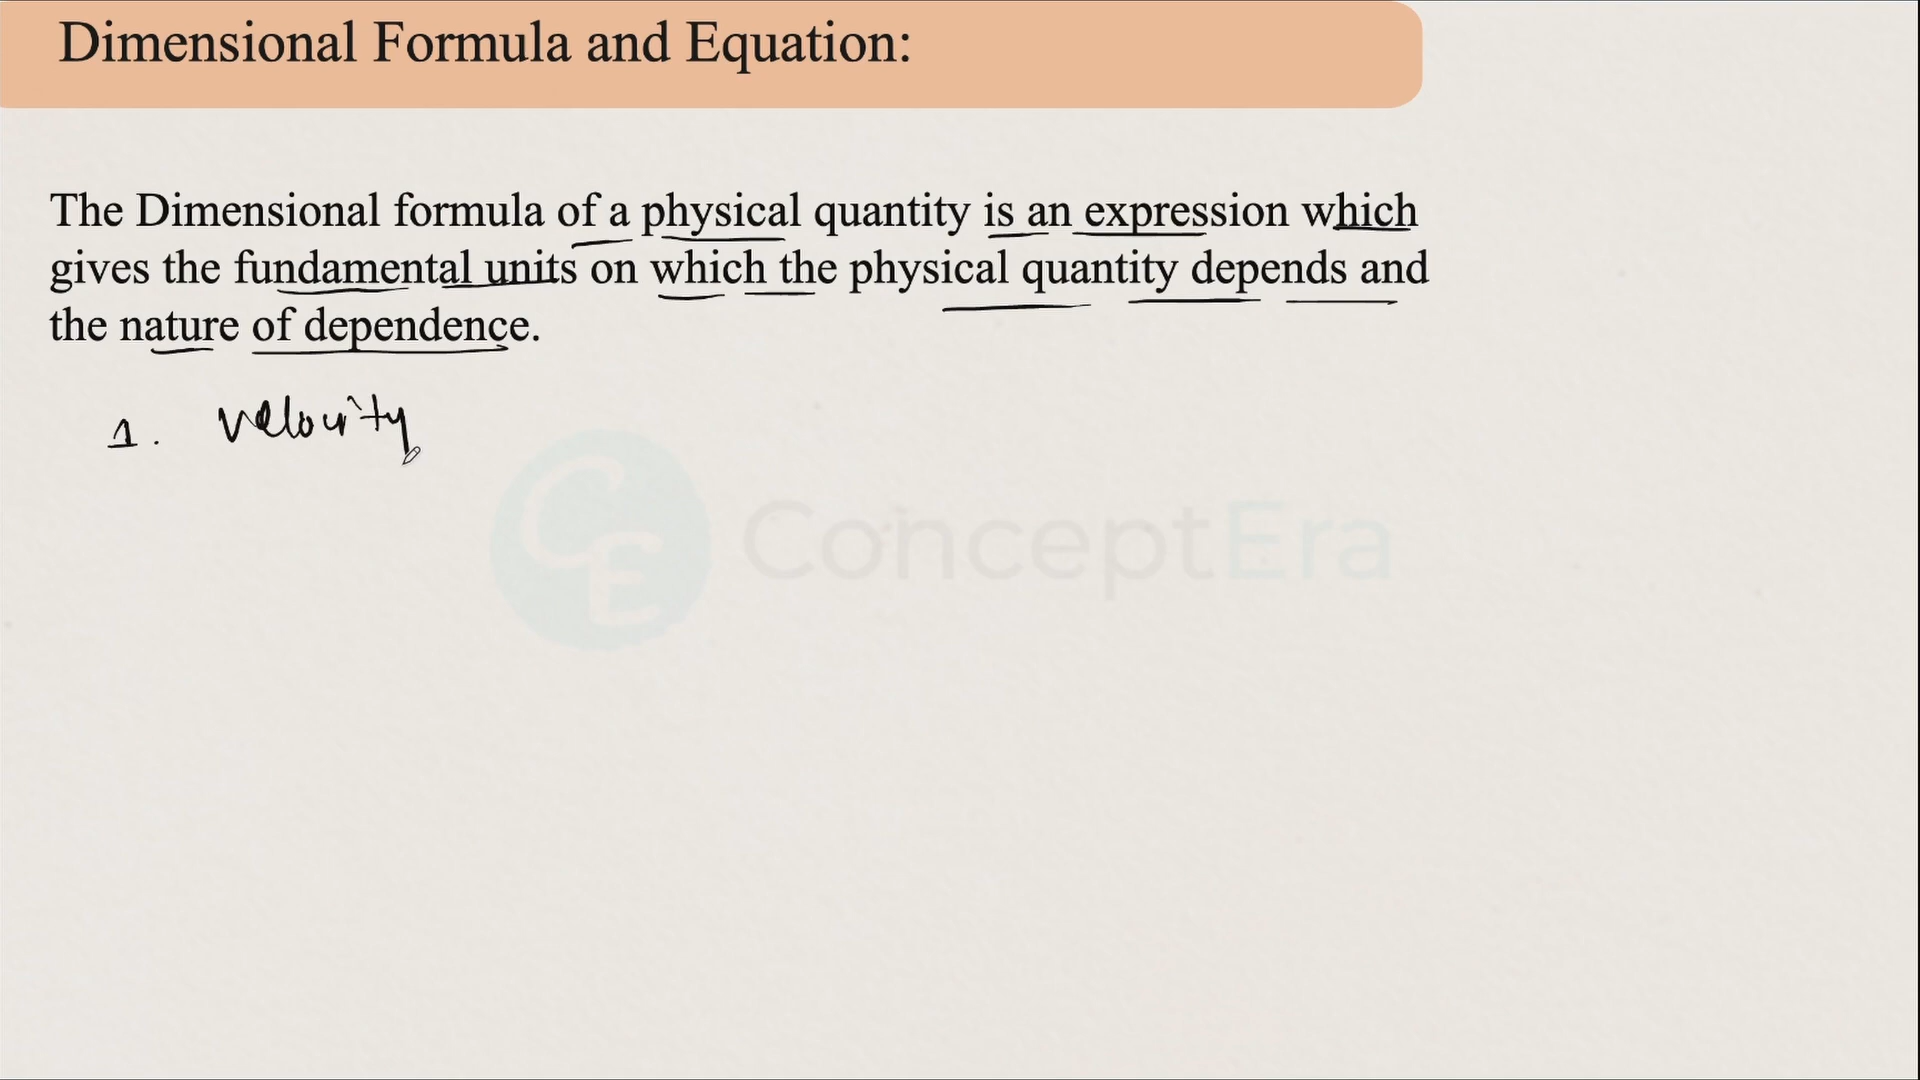 Dimensional Formula and Equation:
The Dimensional formula of a physical quantity is an expression which
gives the fundamental units on which the physical quantity depends and
the nature of dependence.
1. velocity
CE ConceptEra